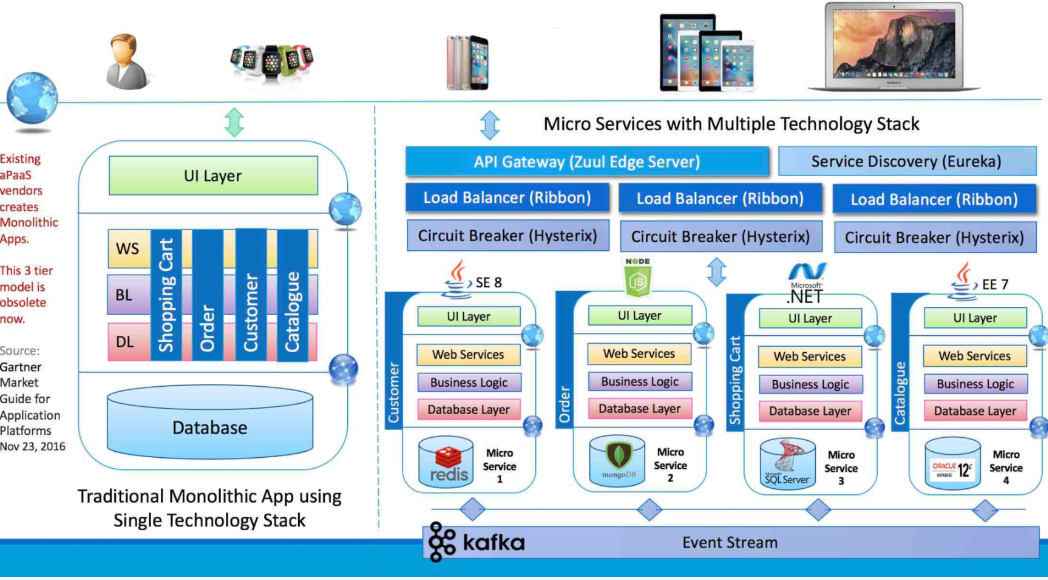 Existing
aPaaS
vendors
creates
Monolithic
Apps.
This 3 tier
model is
obsolete
now.
Source:
Gartner
Market
Guide for
Application
Platforms
Nov 23, 2016
UI Layer
WS
BL
DL
Shopping Cart
Order
Customer
Catalogue
Database
Traditional Monolithic App using
Single Technology Stack
Micro Services with Multiple Technology Stack
API Gateway (Zuul Edge Server)
Service Discovery (Eureka)
Load Balancer (Ribbon)
Load Balancer (Ribbon)
Load Balancer (Ribbon)
Circuit Breaker (Hysterix)
Circuit Breaker (Hysterix)
Circuit Breaker (Hysterix)
Java
SE 8
Customer
UI Layer
Web Services
Business Logic
Database Layer
redis
Micro
Service
1
NODE
JS
Order
UI Layer
Web Services
Business Logic
Database Layer
mongoDB
Micro
Service
2
Microsoft
.NET
Shopping Cart
UI Layer
Web Services
Business Logic
Database Layer
Microsoft
SQL Server
Micro
Service
3
Java
EE 7
Catalogue
UI Layer
Web Services
Business Logic
Database Layer
ORACLE 12c
DATABASE
Micro
Service
4
kafka
Event Stream